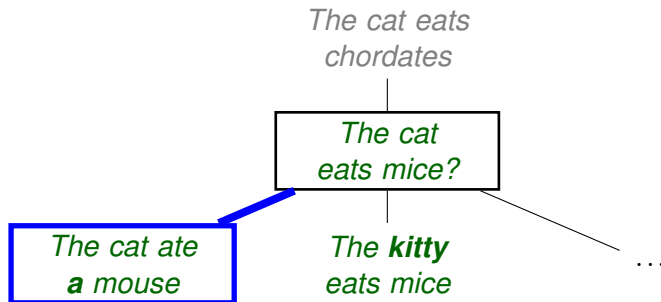 The cat eats
chordates
The cat
eats mice?
The cat ate
a mouse
The kitty
eats mice
...